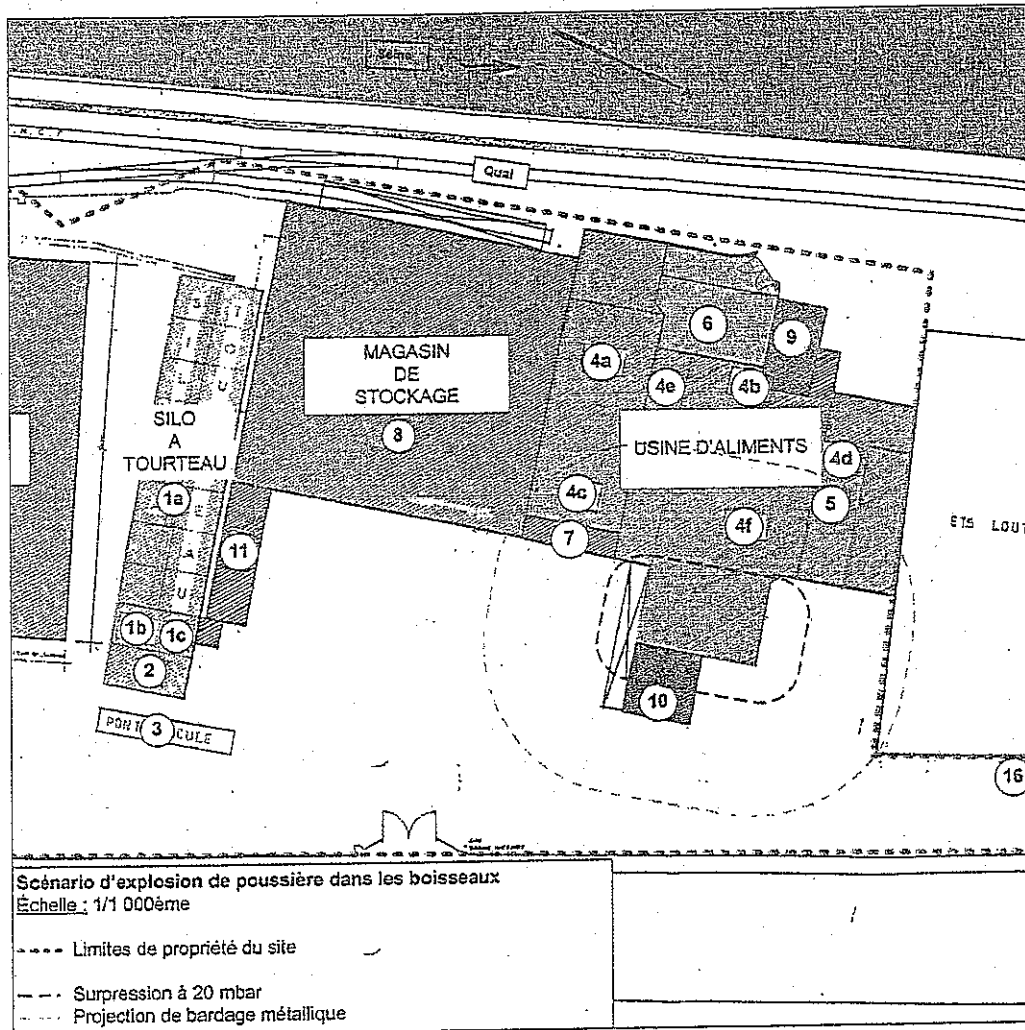 Quai
MAGASIN
DE
STOCKAGE
8
SILO
A
TOURTEAU
1a
11
1b
1c
2
3
4a
6
9
4e
4b
USINE D'ALIMENTS
4d
4c
5
4f
7
10
ETS LOUT
16
Scénario d'explosion de poussière dans les boisseaux
Échelle : 1/1 000ème
Limites de propriété du site
Surpression à 20 mbar
Projection de bardage métallique